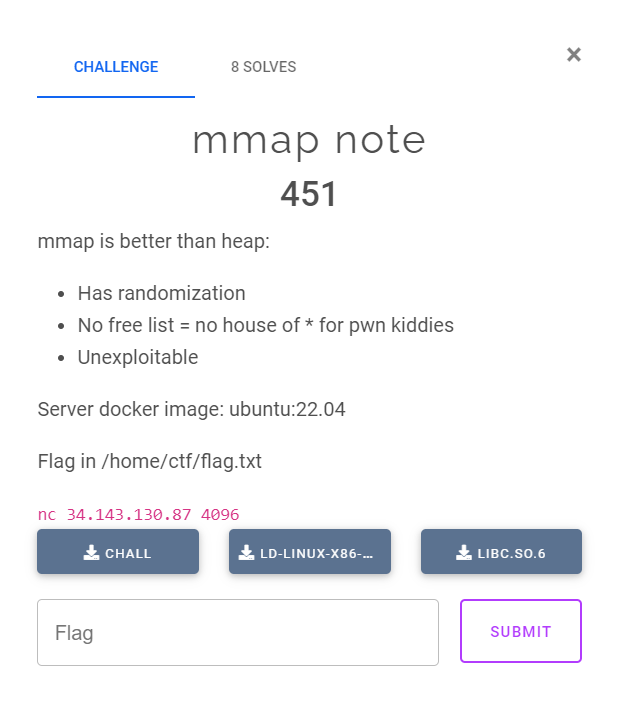 CHALLENGE
8 SOLVES
×
mmap note
451
mmap is better than heap:
• Has randomization
• No free list = no house of * for pwn kiddies
• Unexploitable
Server docker image: ubuntu:22.04
Flag in /home/ctf/flag.txt
nc 34.143.130.87 4096
CHALL
LD-LINUX-X86-...
LIBC.SO.6
Flag
SUBMIT